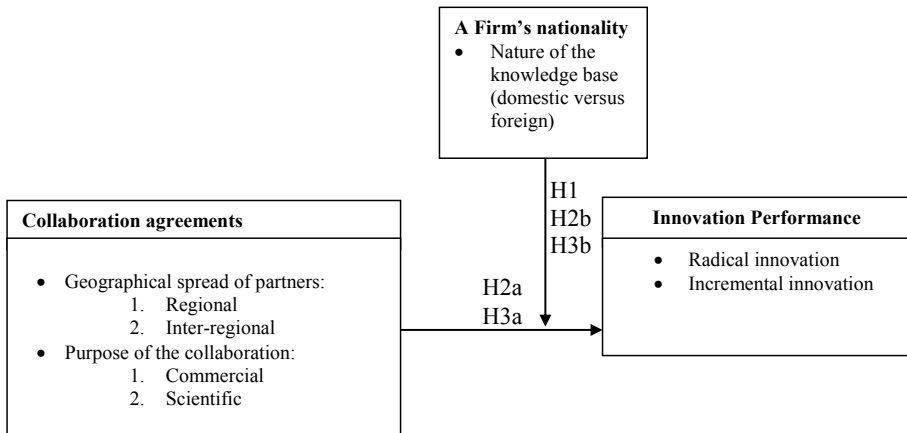 A Firm's nationality
• Nature of the
knowledge base
(domestic versus
foreign)
H1
H2b
H3b
Collaboration agreements
• Geographical spread of partners:
1. Regional
2. Inter-regional
• Purpose of the collaboration:
1. Commercial
2. Scientific
H2a
H3a
Innovation Performance
• Radical innovation
• Incremental innovation